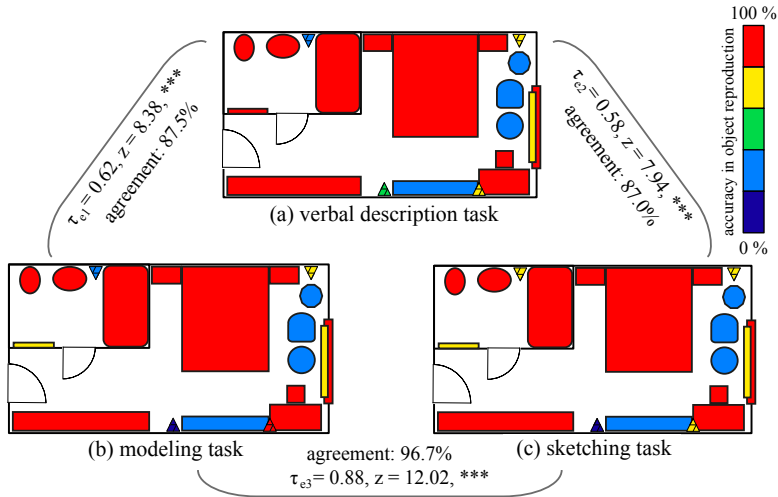 100 %
accuracy in object reproduction
0 %
τe1 = 0.62, z = 8.38, ***
agreement: 87.5%
τe2 = 0.58, z = 7.94, ***
agreement: 87.0%
(a) verbal description task
(b) modeling task
(c) sketching task
agreement: 96.7%
τe3= 0.88, z = 12.02, ***